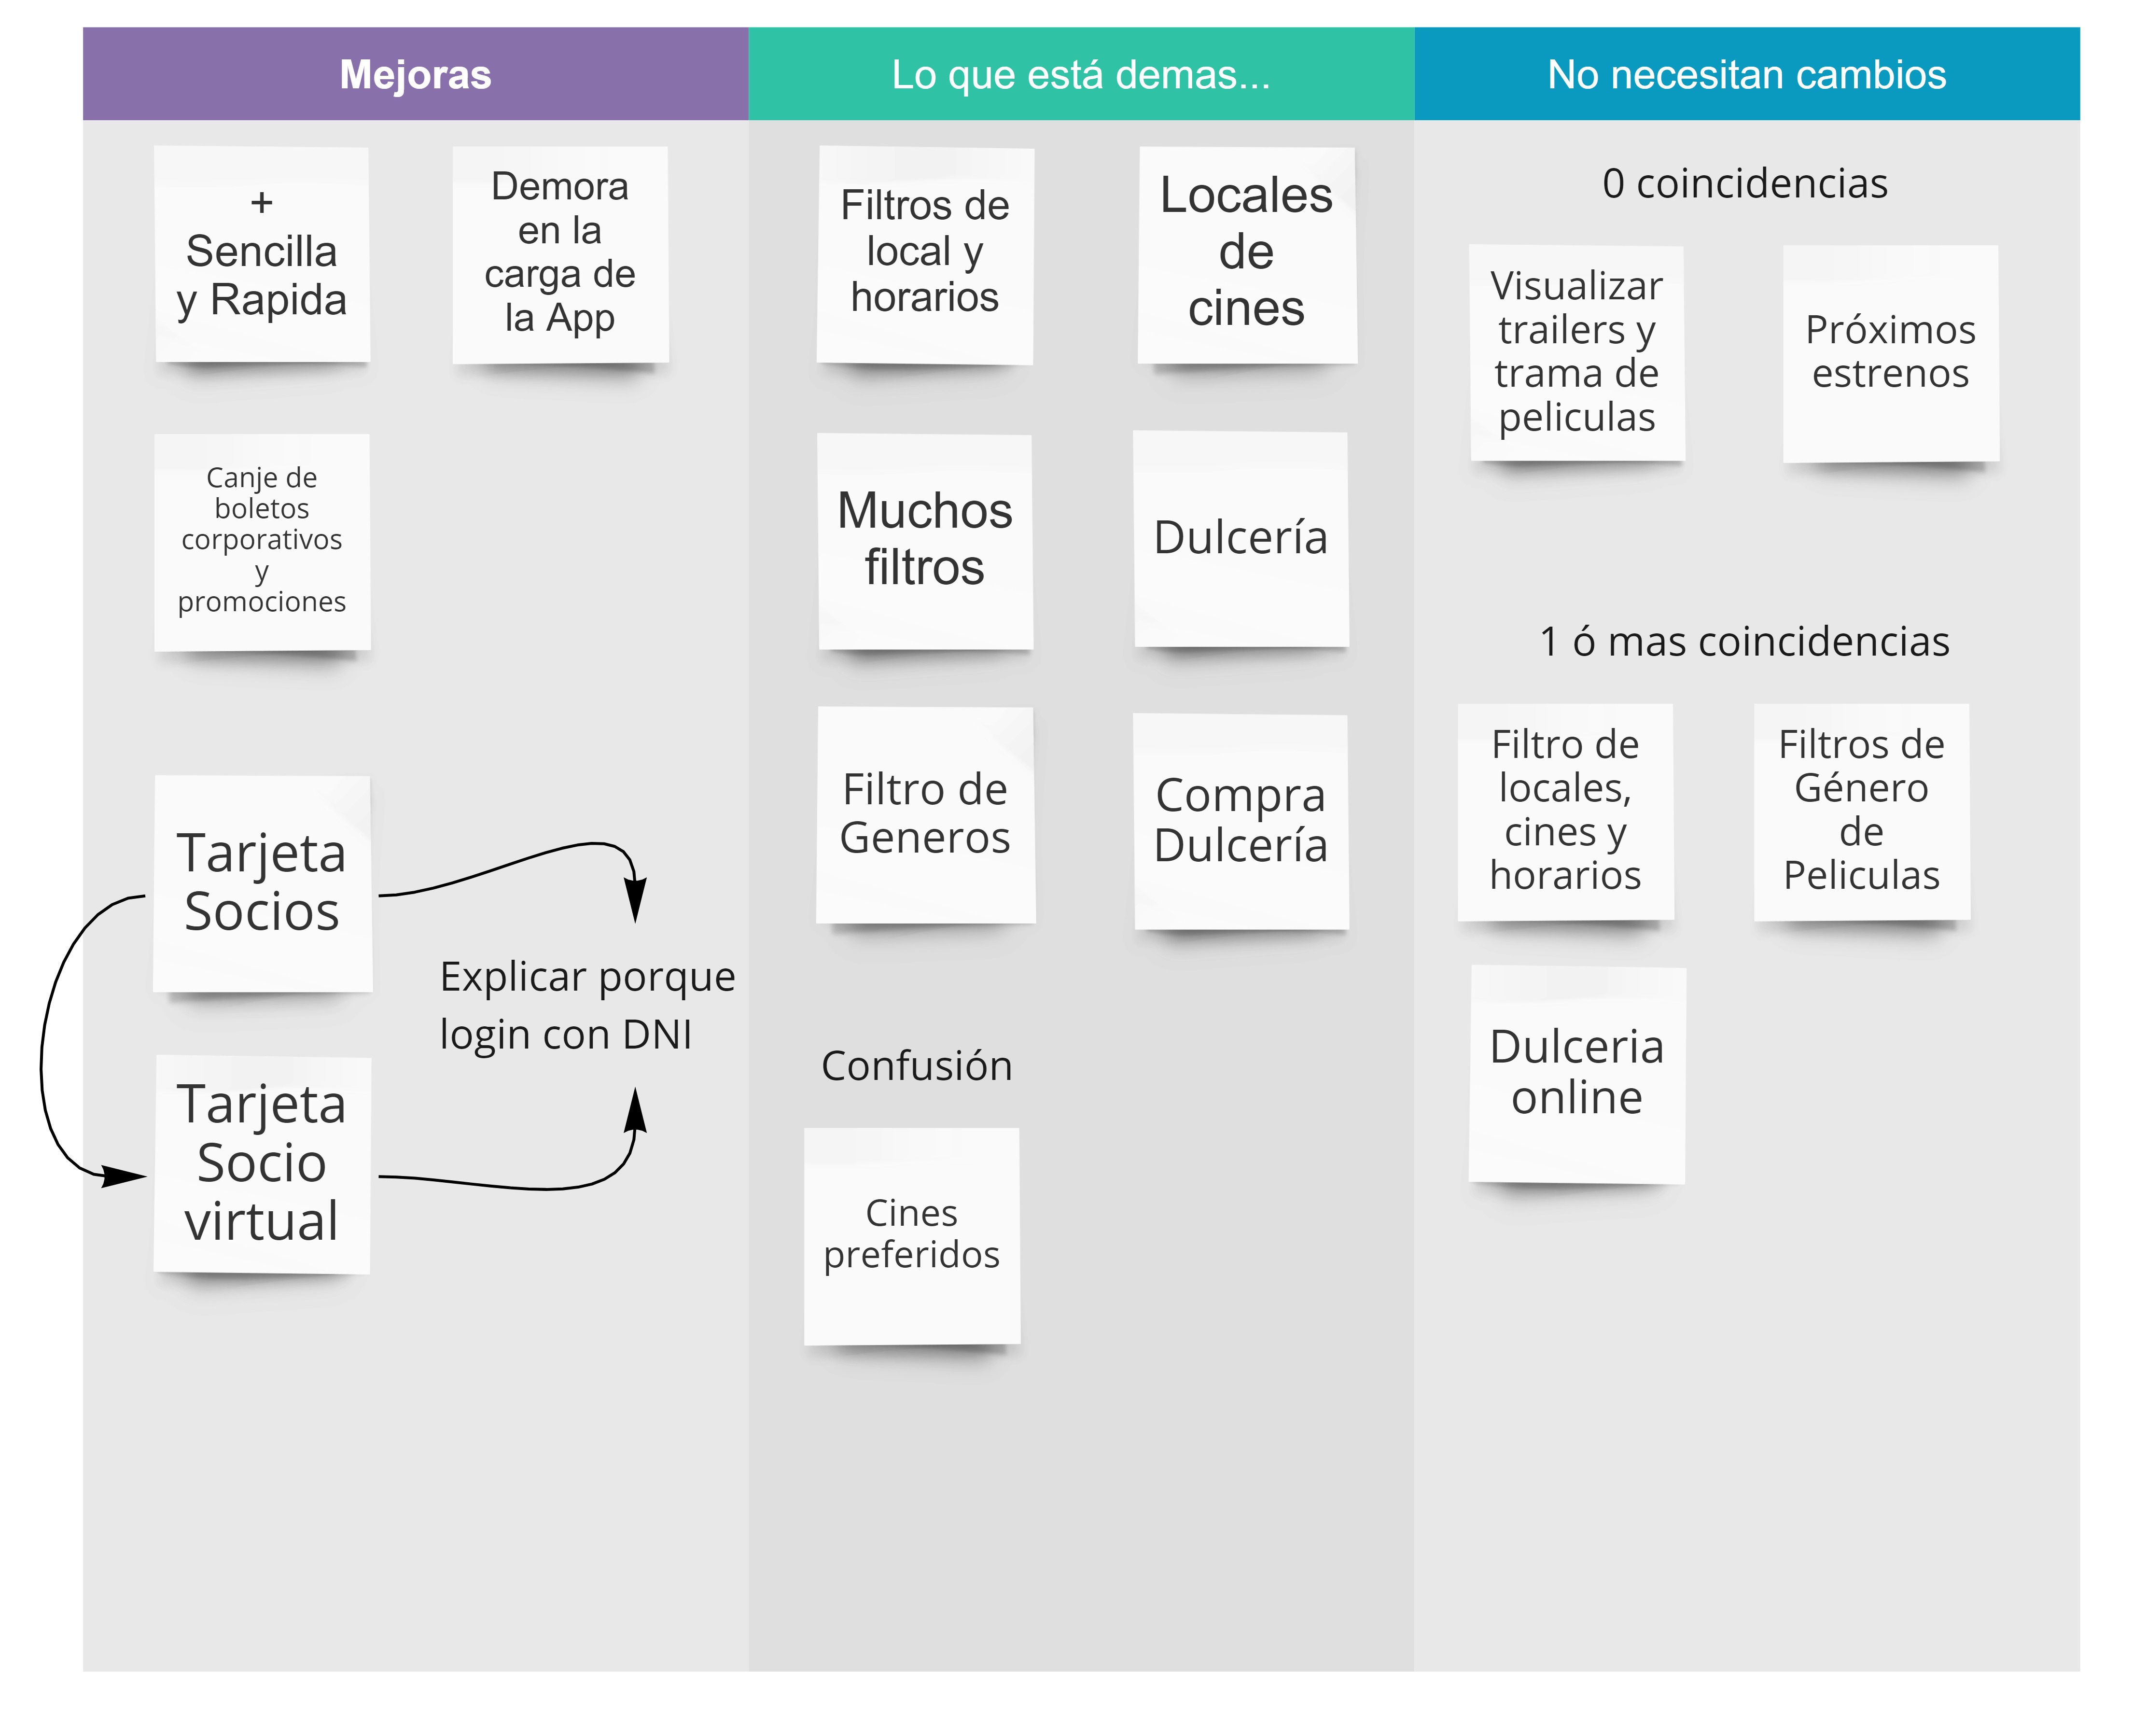 Mejoras
Lo que está demas...
No necesitan cambios
+
Sencilla
y Rapida
Demora
en la
carga de
la App
Canje de
boletos
corporativos
y
promociones
Tarjeta
Socios
Explicar porque
login con DNI
Tarjeta
Socio
virtual
Filtros de
local y
horarios
Locales
de
cines
Muchos
filtros
Dulcería
Filtro de
Generos
Compra
Dulcería
Confusión
Cines
preferidos
0 coincidencias
Visualizar
trailers y
trama de
peliculas
Próximos
estrenos
1 ó mas coincidencias
Filtro de
locales,
cines y
horarios
Filtros de
Género
de
Peliculas
Dulceria
online